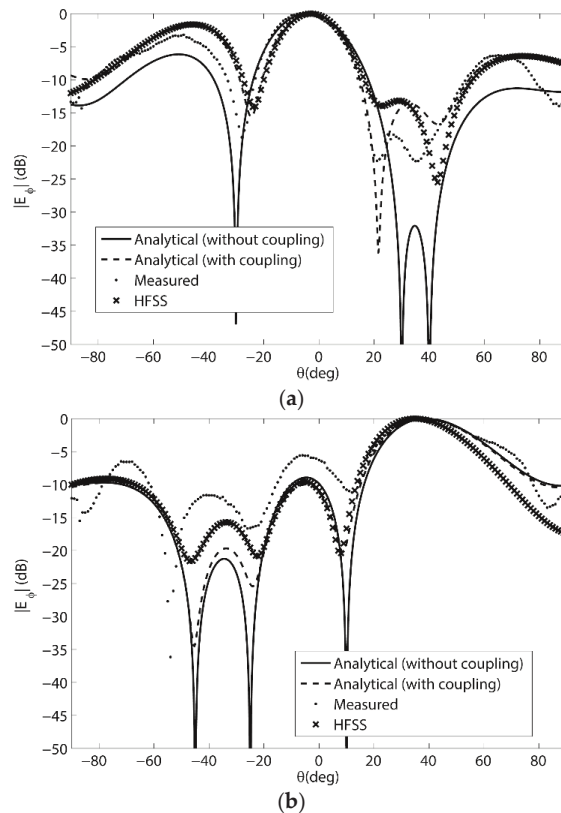 0
−5
−10
−15
−20
−25
−30
−35
−40
−45
−50
|E_ϕ| (dB)
Analytical (without coupling)
Analytical (with coupling)
Measured
HFSS
−80 −60 −40 −20 0 20 40 60 80
θ(deg)
(a)
0
−5
−10
−15
−20
−25
−30
−35
−40
−45
−50
|E_ϕ| (dB)
Analytical (without coupling)
Analytical (with coupling)
Measured
HFSS
−80 −60 −40 −20 0 20 40 60 80
θ(deg)
(b)